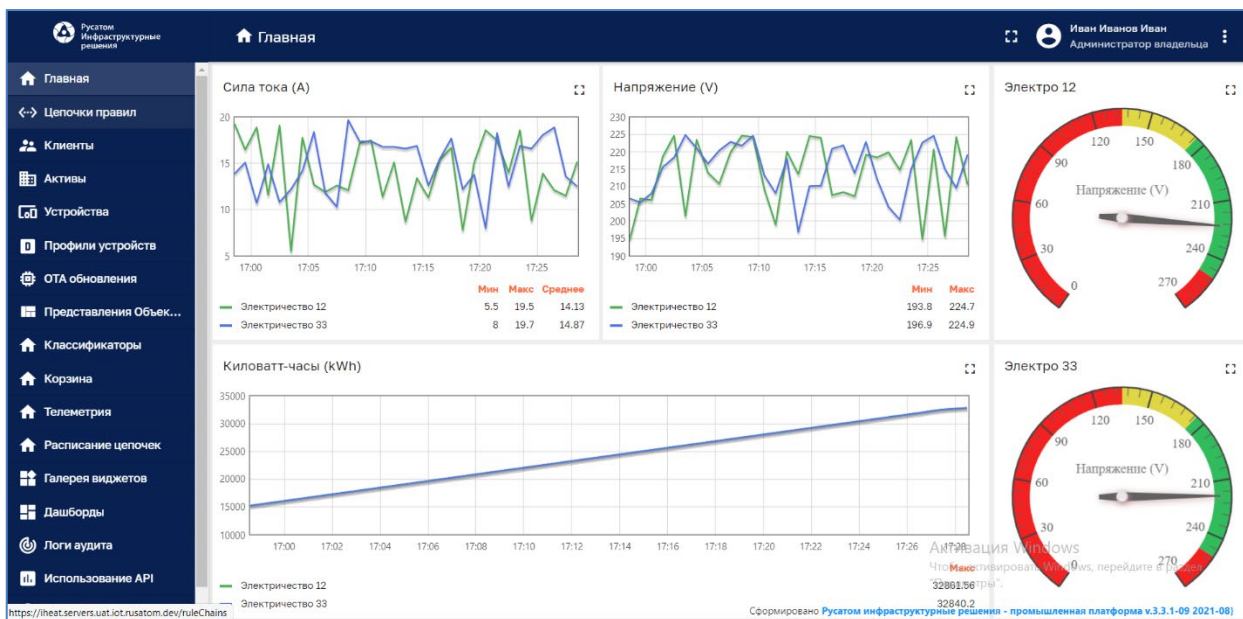 Русатом
Инфраструктурные
решения
Главная
Иван Иванов Иван
Администратор владельца
Главная
Цепочки правил
Клиенты
Активы
Устройства
Профили устройств
OTA обновления
Представления Объек...
Классификаторы
Корзина
Телеметрия
Расписание цепочек
Галерея виджетов
Дашборды
Логи аудита
Использование API
https://iheat.servers.uat.iot.rusatom.dev/ruleChains
Сила тока (A)
20
15
10
5
17:00 17:05 17:10 17:15 17:20 17:25
Мин Макс Среднее
Электричество 12 5.5 19.5 14.13
Электричество 33 8 19.7 14.87
Напряжение (V)
230
225
220
215
210
205
200
195
190
17:00 17:05 17:10 17:15 17:20 17:25
Мин Макс
Электричество 12 193.8 224.7
Электричество 33 196.9 224.9
Электро 12
Напряжение (V)
0 30 60 90 120 150 180 210 240 270
Киловатт-часы (kWh)
35000
30000
25000
20000
15000
10000
17:00 17:02 17:04 17:06 17:08 17:10 17:12 17:14 17:16 17:18 17:20 17:22 17:24 17:26 17:28
Макс
Электричество 12 32861.56
Электричество 33 32840.2
Электро 33
Напряжение (V)
0 30 60 90 120 150 180 210 240 270
Активация Windows
Windows, перейдите в раздел
Сформировано Русатом инфраструктурные решения - промышленная платформа v.3.3.1-09 2021-08)